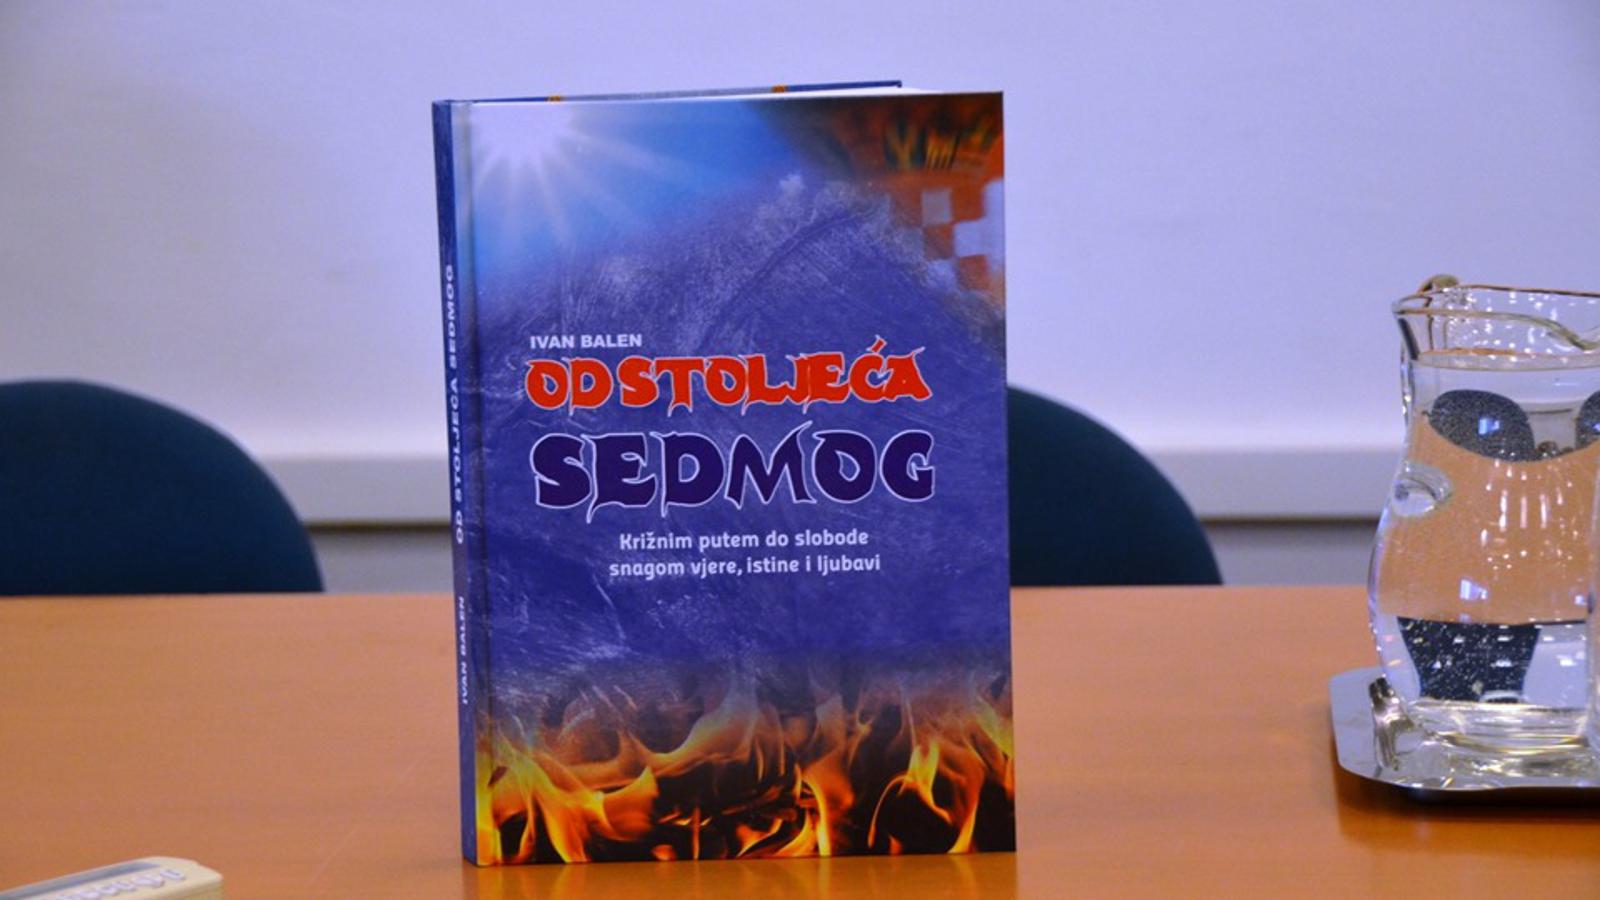 IVAN BALEN
OD STOLJEĆA
SEDMOG
Križnim putem do slobode
snagom vjere, istine i ljubavi
IVAN BALEN OD STOLJEĆA SEDMOG